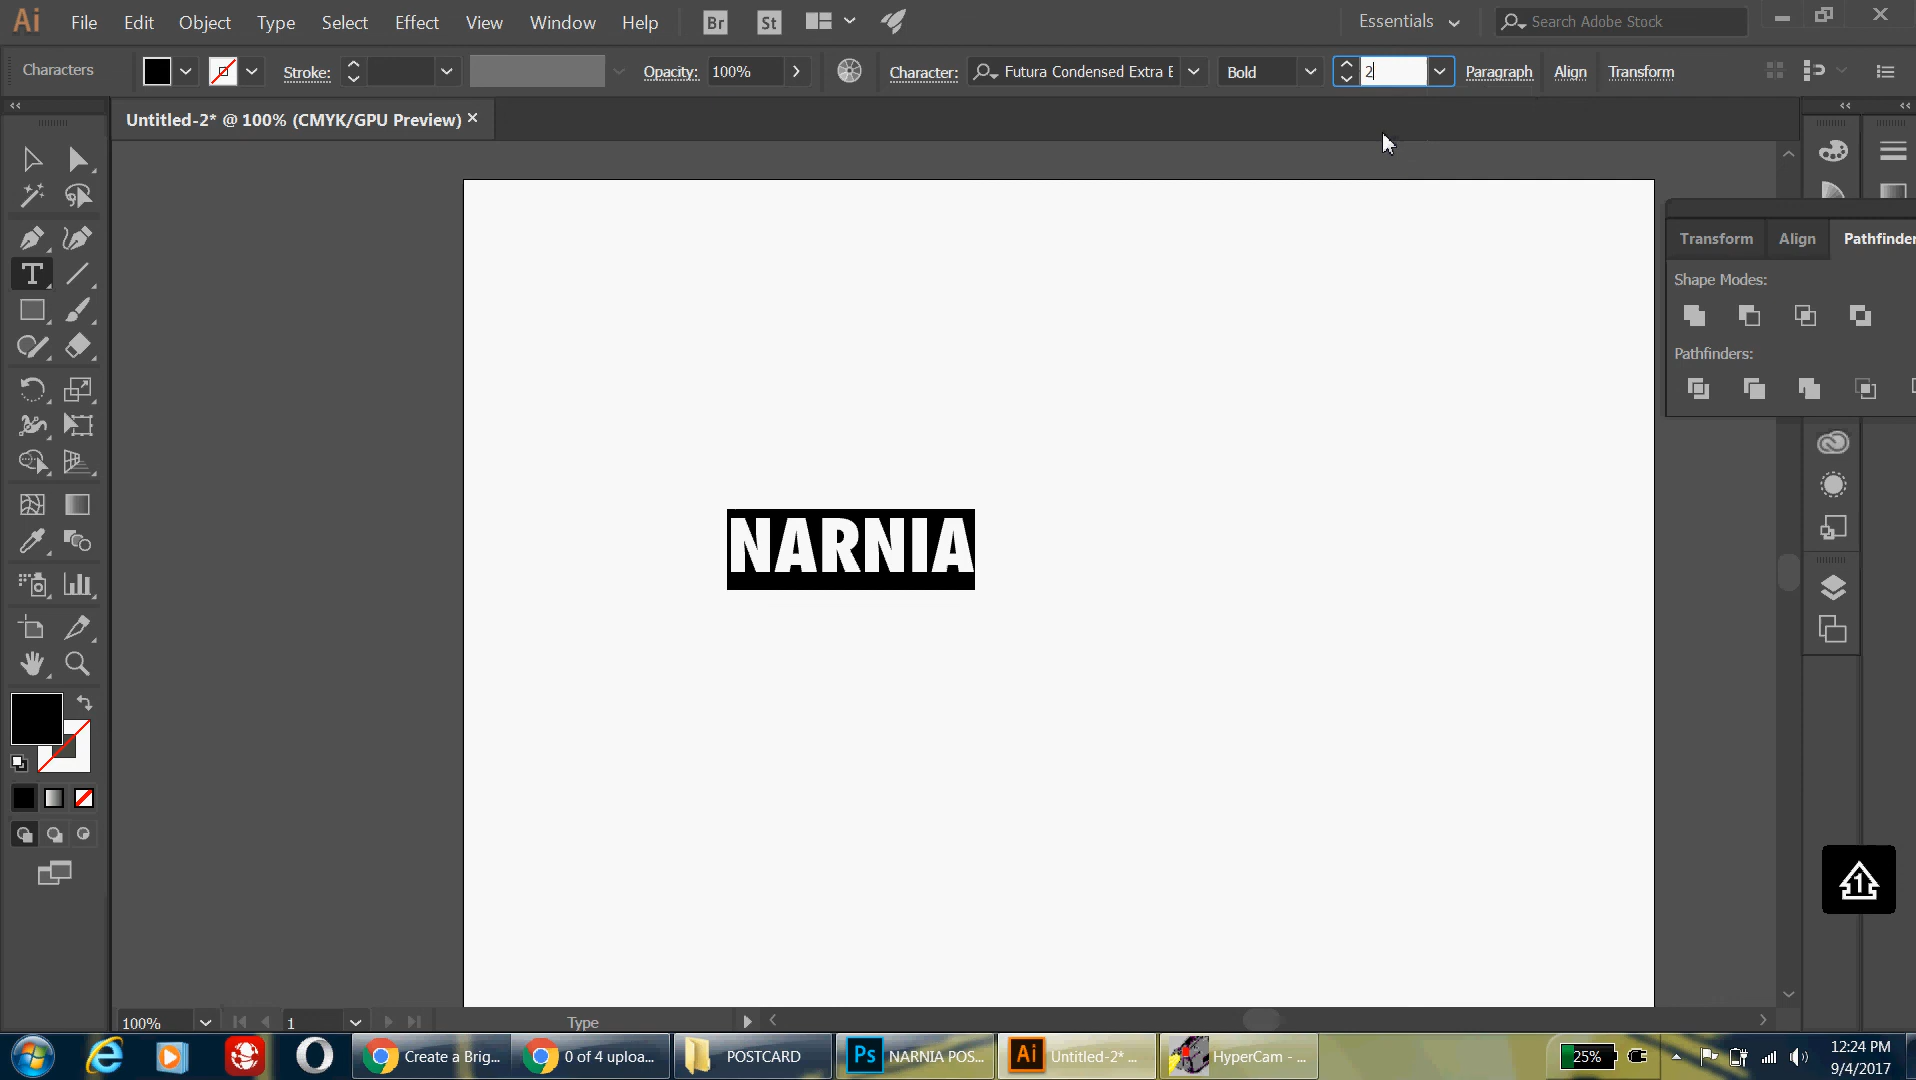 Ai File Edit Object Type Select Effect View Window Help Br St Essentials Search Adobe Stock
Characters Stroke: Opacity: 100% Character: Futura Condensed Extra B Bold 2 Paragraph Align Transform
Untitled-2* @ 100% (CMYK/GPU Preview)
Transform Align Pathfinder
Shape Modes:
Pathfinders:
T
NARNIA
1
100% 1 Type
Create a Brig... 0 of 4 uploa... POSTCARD Ps NARNIA POS... Ai Untitled-2* ... HyperCam - ... 25% 12:24 PM
9/4/2017